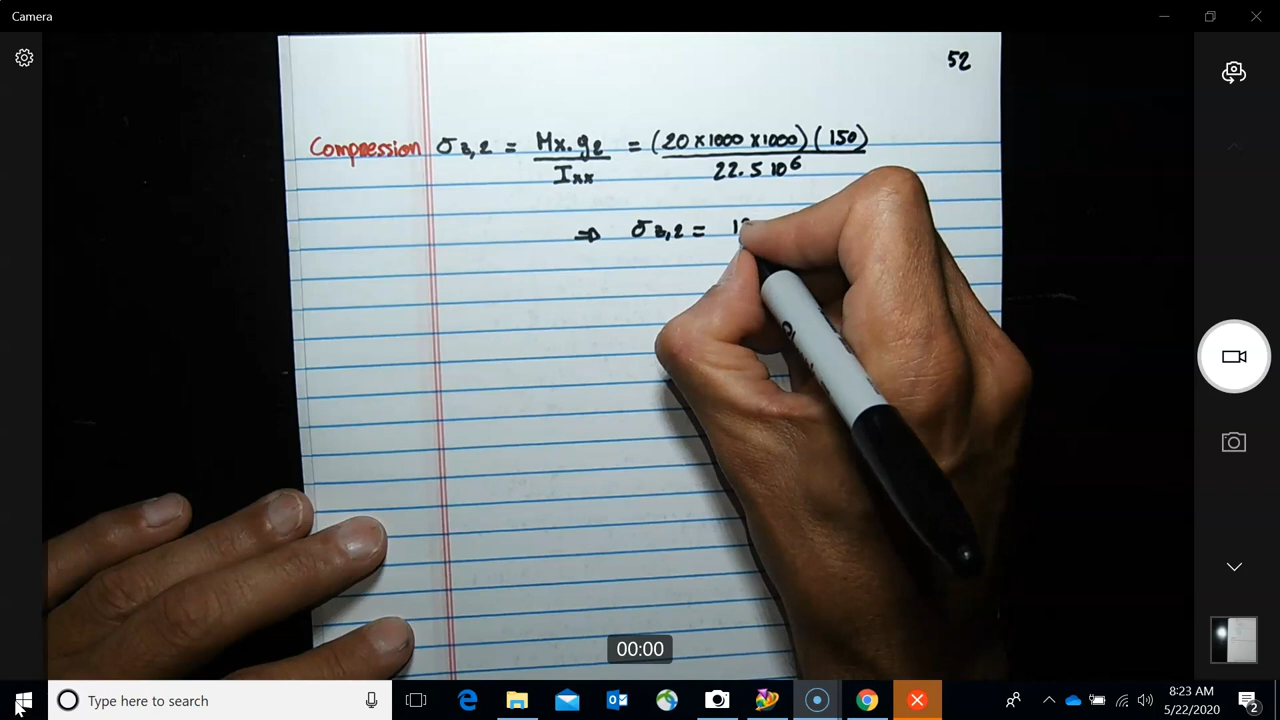 Camera
52
Compression σB,2 = Mx.y2 / Ixx = (20 x 1000 x 1000)(150) / 22.5 10^6
⇒ σB,2 =
00:00
Type here to search
8:23 AM
5/22/2020
2